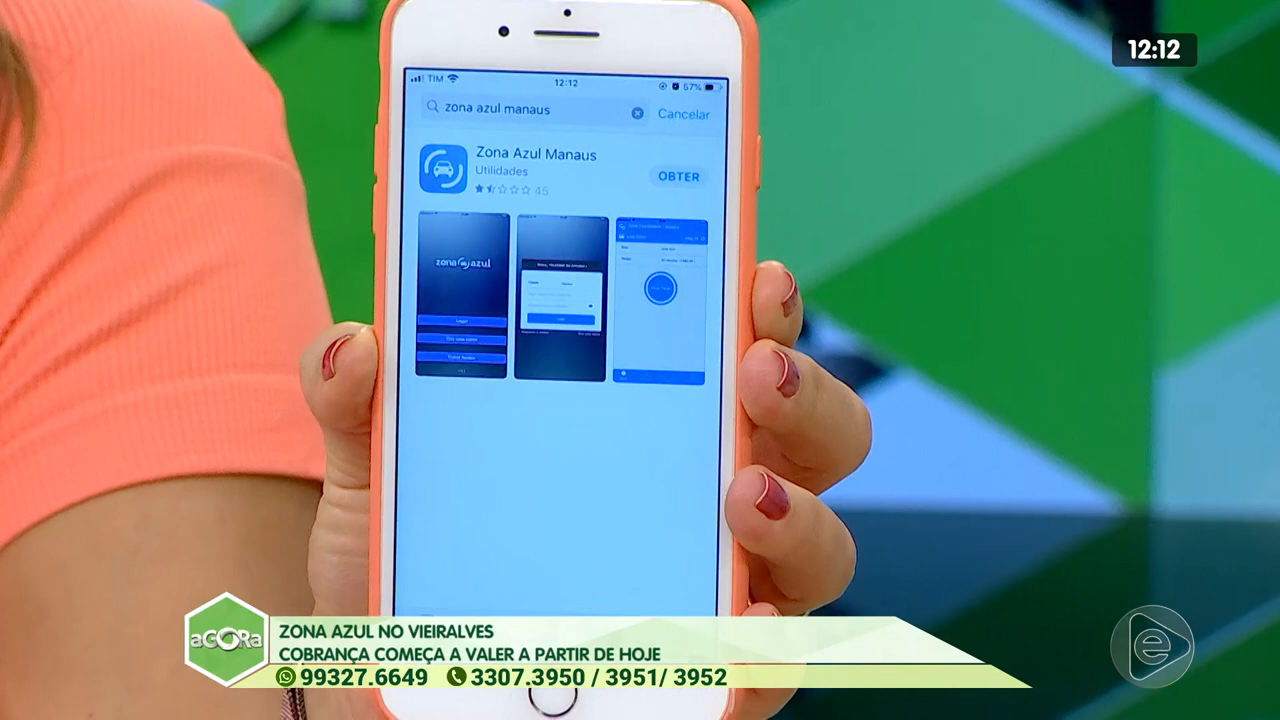 12:12
TIM
12:12
57%
zona azul manaus
Cancelar
Zona Azul Manaus
Utilidades
45
OBTER
zona azul
Login
aGORa
ZONA AZUL NO VIEIRALVES
COBRANÇA COMEÇA A VALER A PARTIR DE HOJE
99327.6649
3307.3950 / 3951/ 3952
e